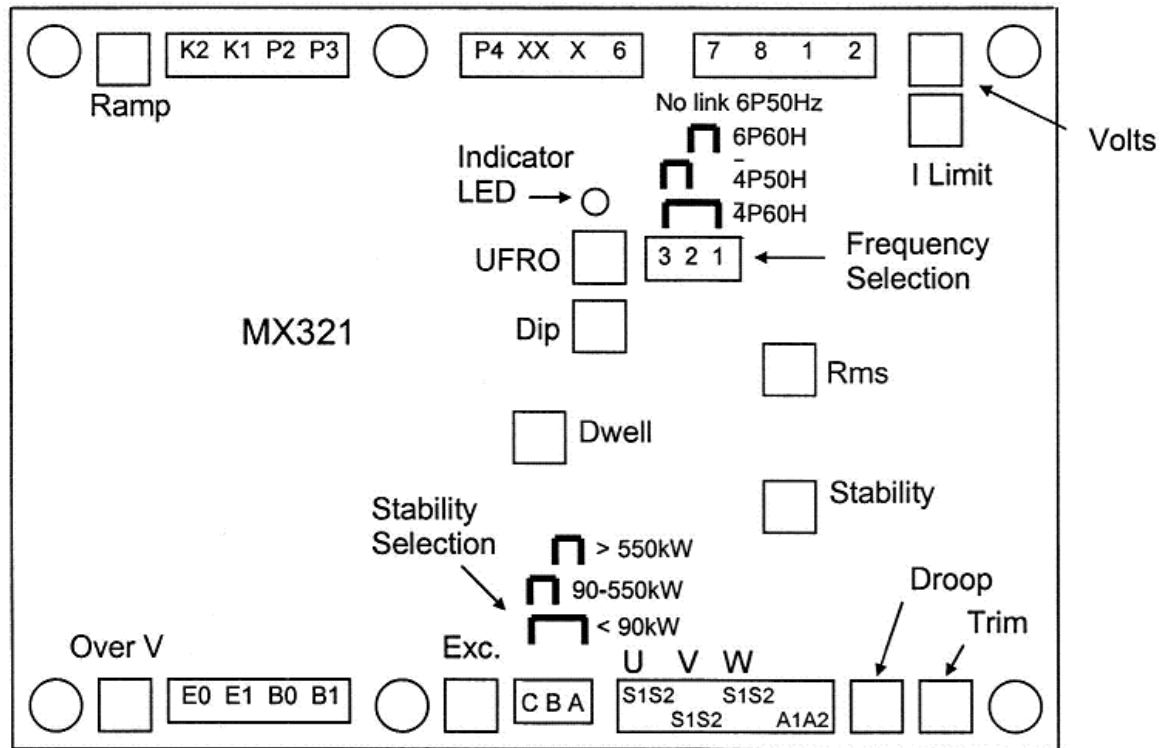 K2 K1 P2 P3
P4 XX X 6
7 8 1 2
Ramp
No link 6P50Hz
6P60H
4P50H
4P60H
Volts
I Limit
Indicator
LED
UFRO
3 2 1
Frequency
Selection
Dip
MX321
Rms
Dwell
Stability
Stability
Selection
> 550kW
90-550kW
< 90kW
Droop
Trim
Over V
Exc.
U V W
E0 E1 B0 B1
C B A
S1S2 S1S2
S1S2 A1A2